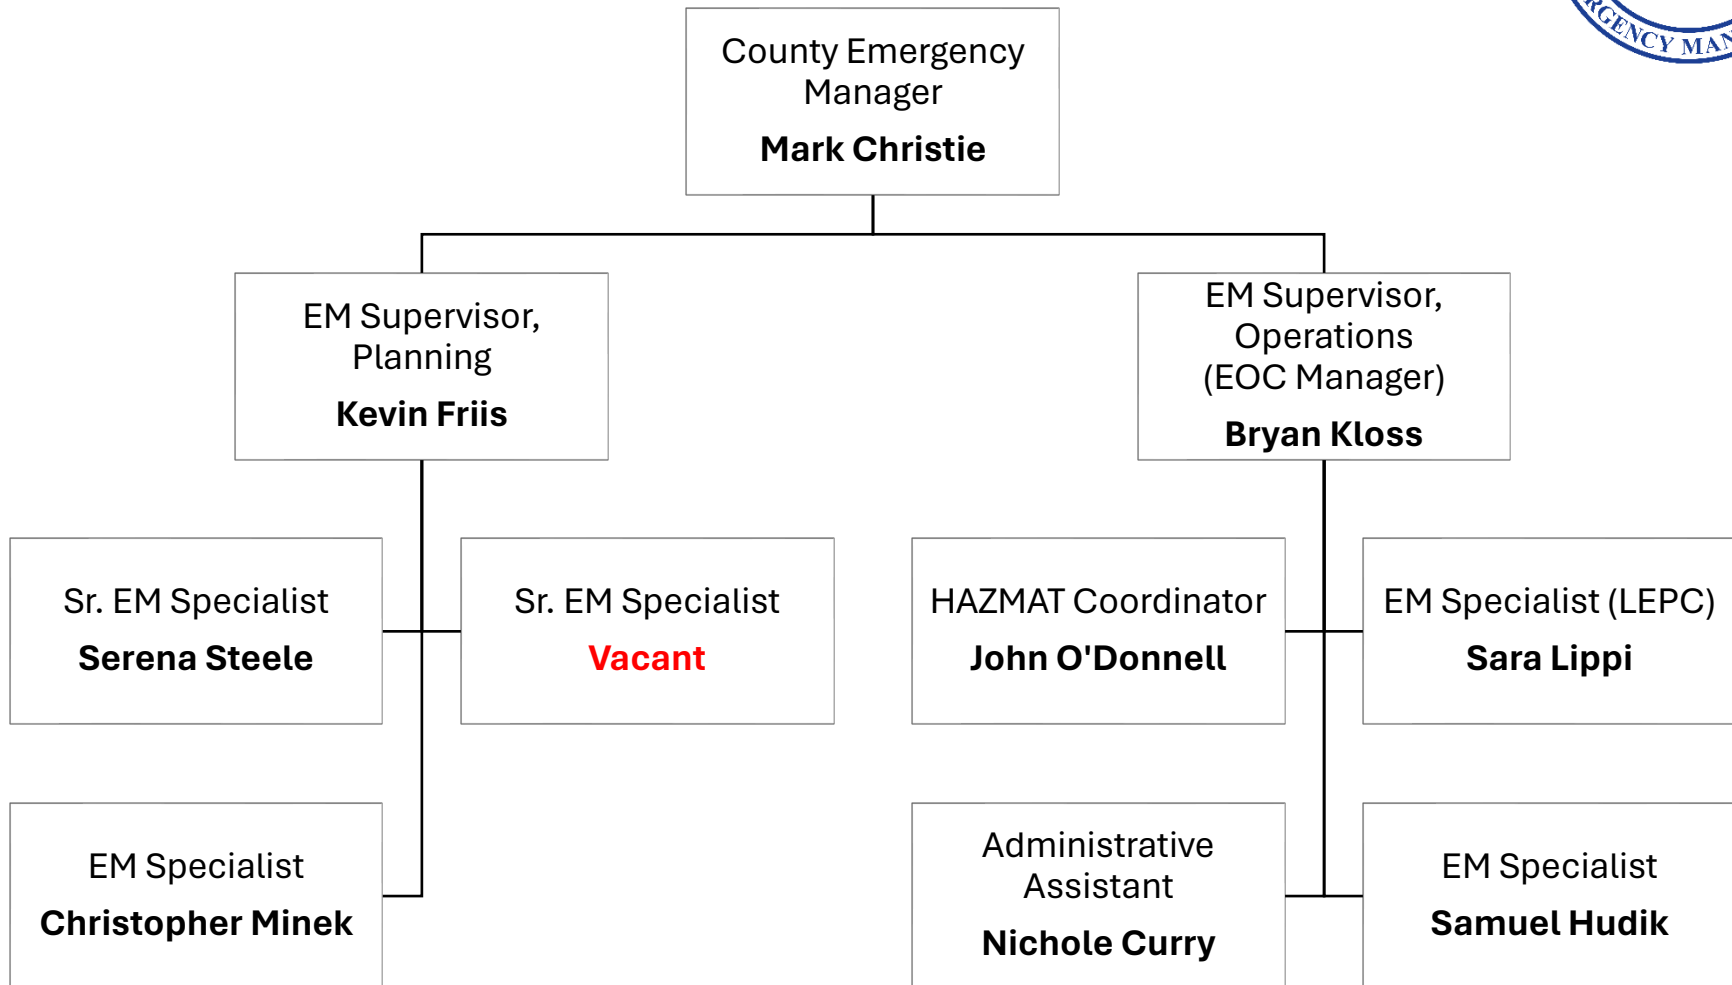 County Emergency
Manager
Mark Christie
EM Supervisor,
Planning
Kevin Friis
EM Supervisor,
Operations
(EOC Manager)
Bryan Kloss
Sr. EM Specialist
Serena Steele
Sr. EM Specialist
Vacant
HAZMAT Coordinator
John O'Donnell
EM Specialist (LEPC)
Sara Lippi
EM Specialist
Christopher Minek
Administrative
Assistant
Nichole Curry
EM Specialist
Samuel Hudik